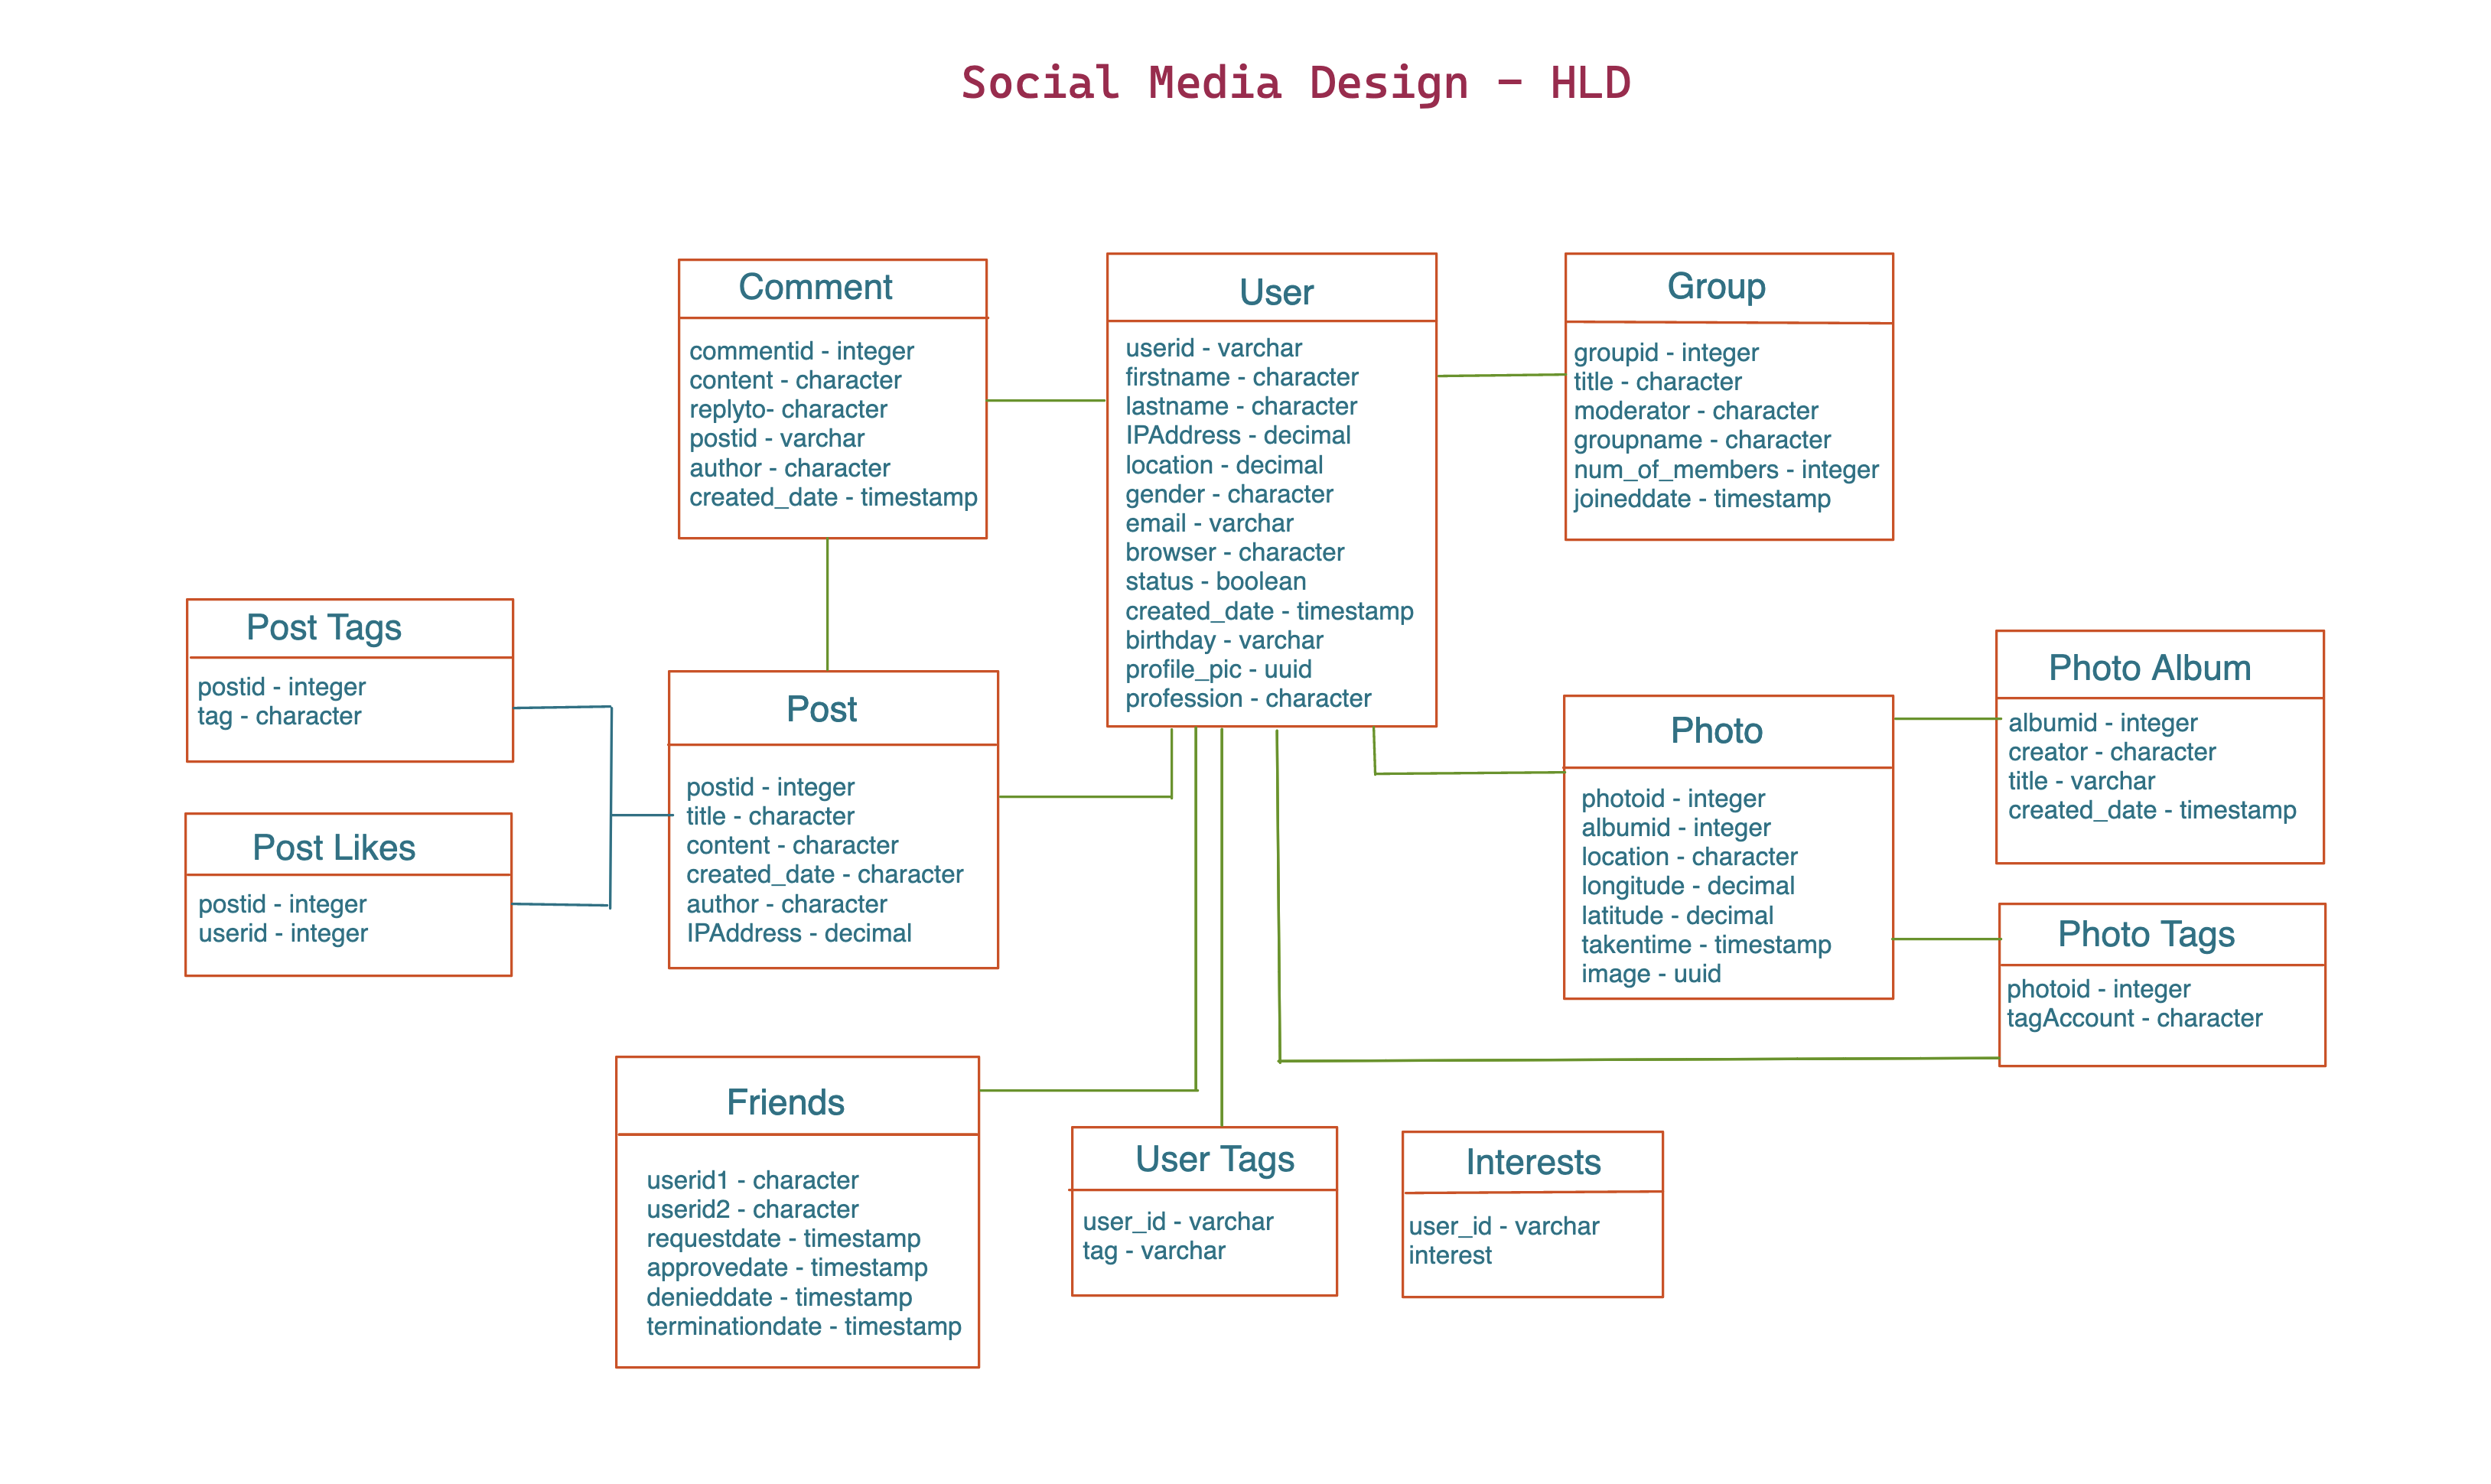 Social Media Design - HLD
Comment
commentid - integer
content - character
replyto- character
postid - varchar
author - character
created_date - timestamp
User
userid - varchar
firstname - character
lastname - character
IPAddress - decimal
location - decimal
gender - character
email - varchar
browser - character
status - boolean
created_date - timestamp
birthday - varchar
profile_pic - uuid
profession - character
Group
groupid - integer
title - character
moderator - character
groupname - character
num_of_members - integer
joineddate - timestamp
Post Tags
postid - integer
tag - character
Post Likes
postid - integer
userid - integer
Post
postid - integer
title - character
content - character
created_date - character
author - character
IPAddress - decimal
Photo
photoid - integer
albumid - integer
location - character
longitude - decimal
latitude - decimal
takentime - timestamp
image - uuid
Photo Album
albumid - integer
creator - character
title - varchar
created_date - timestamp
Photo Tags
photoid - integer
tagAccount - character
Friends
userid1 - character
userid2 - character
requestdate - timestamp
approvedate - timestamp
denieddate - timestamp
terminationdate - timestamp
User Tags
user_id - varchar
tag - varchar
Interests
user_id - varchar
interest